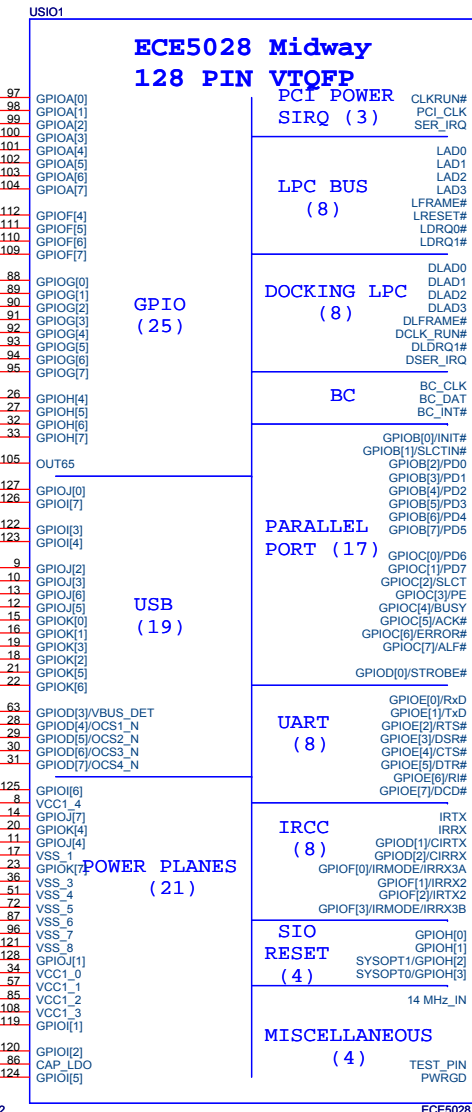 USIO1
ECE5028 Midway
128 PIN VTQFP
97 GPIOA[0]
98 GPIOA[1]
99 GPIOA[2]
100 GPIOA[3]
101 GPIOA[4]
102 GPIOA[5]
103 GPIOA[6]
104 GPIOA[7]
112 GPIOF[4]
111 GPIOF[5]
110 GPIOF[6]
109 GPIOF[7]
88 GPIOG[0]
89 GPIOG[1]
90 GPIOG[2]
91 GPIOG[3]
92 GPIOG[4]
93 GPIOG[5]
94 GPIOG[6]
95 GPIOG[7]
GPIO
(25)
26 GPIOH[4]
27 GPIOH[5]
32 GPIOH[6]
33 GPIOH[7]
105 OUT65
127 GPIOJ[0]
126 GPIOI[7]
122 GPIOI[3]
123 GPIOI[4]
9 GPIOJ[2]
10 GPIOJ[3]
13 GPIOJ[6]
12 GPIOJ[5]
15 GPIOK[0]
16 GPIOK[1]
19 GPIOK[3]
18 GPIOK[2]
21 GPIOK[5]
22 GPIOK[6]
USB
(19)
63 GPIOD[3]/VBUS_DET
28 GPIOD[4]/OCS1_N
29 GPIOD[5]/OCS2_N
30 GPIOD[6]/OCS3_N
31 GPIOD[7]/OCS4_N
125 GPIOI[6]
8 VCC1_4
14 GPIOJ[7]
20 GPIOK[4]
11 GPIOJ[4]
17 VSS_1
23 GPIOK[7]
36 VSS_3
51 VSS_4
72 VSS_5
87 VSS_6
96 VSS_7
121 VSS_8
128 GPIOJ[1]
34 VCC1_0
57 VCC1_1
85 VCC1_2
108 VCC1_3
119 GPIOI[1]
120 GPIOI[2]
86 CAP_LDO
124 GPIOI[5]
POWER PLANES
(21)
PCI POWER
SIRQ (3)
CLKRUN#
PCI_CLK
SER_IRQ
LPC BUS
(8)
LAD0
LAD1
LAD2
LAD3
LFRAME#
LRESET#
LDRQ0#
LDRQ1#
DOCKING LPC
(8)
DLAD0
DLAD1
DLAD2
DLAD3
DLFRAME#
DCLK_RUN#
DLDRQ1#
DSER_IRQ
BC
BC_CLK
BC_DAT
BC_INT#
PARALLEL
PORT (17)
GPIOB[0]/INIT#
GPIOB[1]/SLCTIN#
GPIOB[2]/PD0
GPIOB[3]/PD1
GPIOB[4]/PD2
GPIOB[5]/PD3
GPIOB[6]/PD4
GPIOB[7]/PD5
GPIOC[0]/PD6
GPIOC[1]/PD7
GPIOC[2]/SLCT
GPIOC[3]/PE
GPIOC[4]/BUSY
GPIOC[5]/ACK#
GPIOC[6]/ERROR#
GPIOC[7]/ALF#
GPIOD[0]/STROBE#
UART
(8)
GPIOE[0]/RxD
GPIOE[1]/TxD
GPIOE[2]/RTS#
GPIOE[3]/DSR#
GPIOE[4]/CTS#
GPIOE[5]/DTR#
GPIOE[6]/RI#
GPIOE[7]/DCD#
IRCC
(8)
IRTX
IRRX
GPIOD[1]/CIRTX
GPIOD[2]/CIRRX
GPIOF[0]/IRMODE/IRRX3A
GPIOF[1]/IRRX2
GPIOF[2]/IRTX2
GPIOF[3]/IRMODE/IRRX3B
SIO
RESET
(4)
GPIOH[0]
GPIOH[1]
SYSOPT1/GPIOH[2]
SYSOPT0/GPIOH[3]
14 MHz_IN
MISCELLANEOUS
(4)
TEST_PIN
PWRGD
2
ECE5028